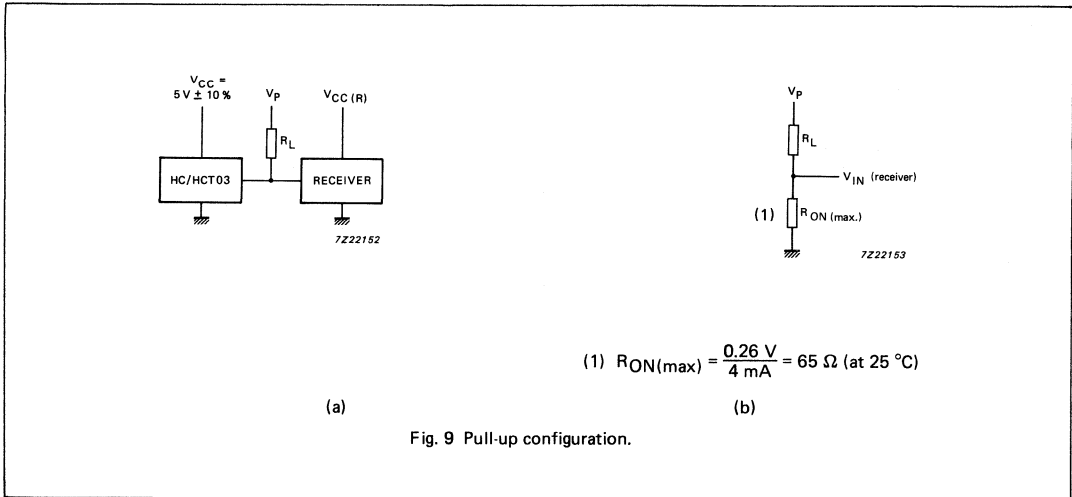 VCC =
5 V ± 10 %
VP
VCC (R)
RL
HC/HCT03
RECEIVER
7Z22152
VP
RL
VIN (receiver)
(1)
RON (max.)
7Z22153
(1) RON(max) = 0.26 V / 4 mA = 65 Ω (at 25 °C)
(a)
(b)
Fig. 9 Pull-up configuration.